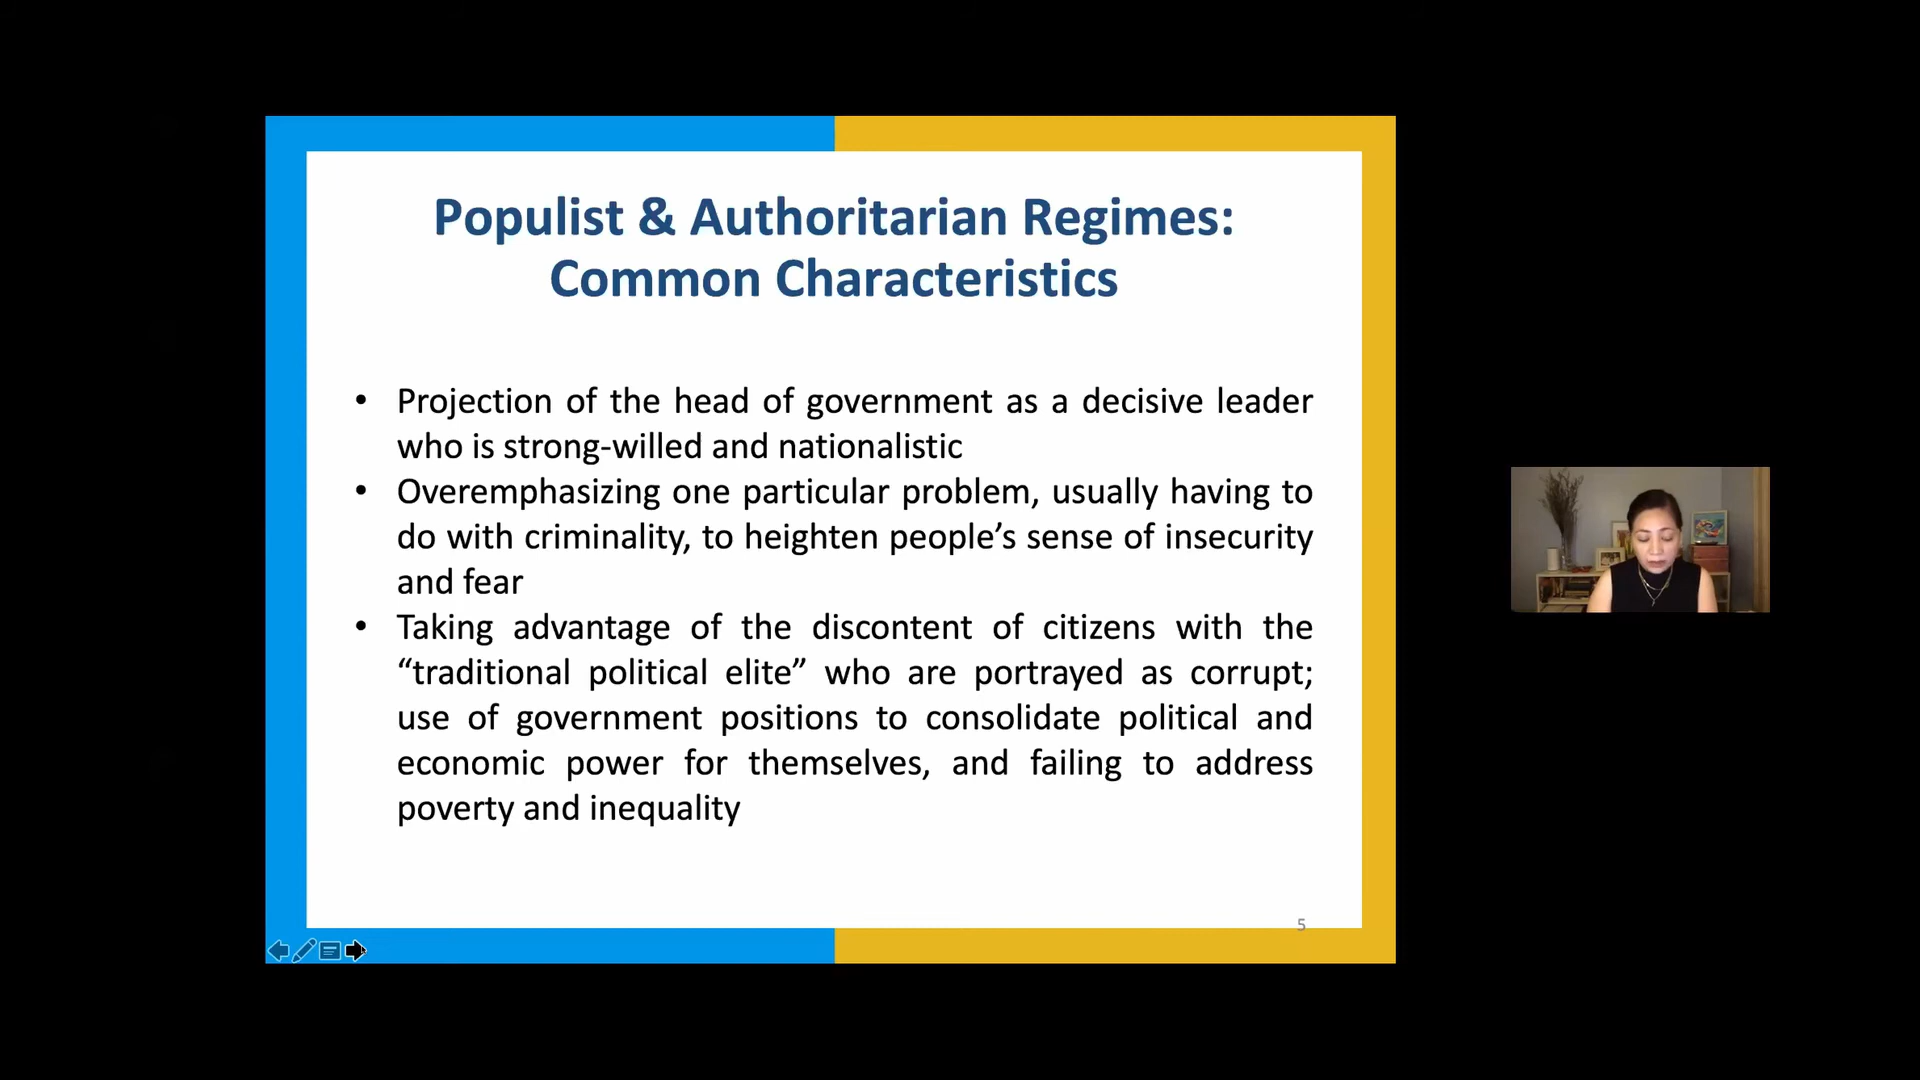 Populist & Authoritarian Regimes:
Common Characteristics
• Projection of the head of government as a decisive leader
who is strong-willed and nationalistic
• Overemphasizing one particular problem, usually having to
do with criminality, to heighten people’s sense of insecurity
and fear
• Taking advantage of the discontent of citizens with the
“traditional political elite” who are portrayed as corrupt;
use of government positions to consolidate political and
economic power for themselves, and failing to address
poverty and inequality
5